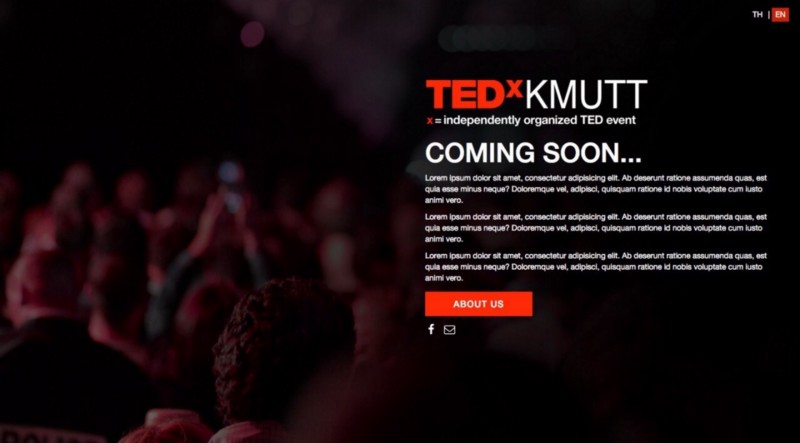 TH | EN
TEDxKMUTT
x = independently organized TED event
COMING SOON...
Lorem ipsum dolor sit amet, consectetur adipisicing elit. Ab deserunt ratione assumenda quas, est
quia esse minus neque? Doloremque vel, adipisci, quisquam ratione id nobis voluptate cum iusto
animi vero.
Lorem ipsum dolor sit amet, consectetur adipisicing elit. Ab deserunt ratione assumenda quas, est
quia esse minus neque? Doloremque vel, adipisci, quisquam ratione id nobis voluptate cum iusto
animi vero.
Lorem ipsum dolor sit amet, consectetur adipisicing elit. Ab deserunt ratione assumenda quas, est
quia esse minus neque? Doloremque vel, adipisci, quisquam ratione id nobis voluptate cum iusto
animi vero.
ABOUT US